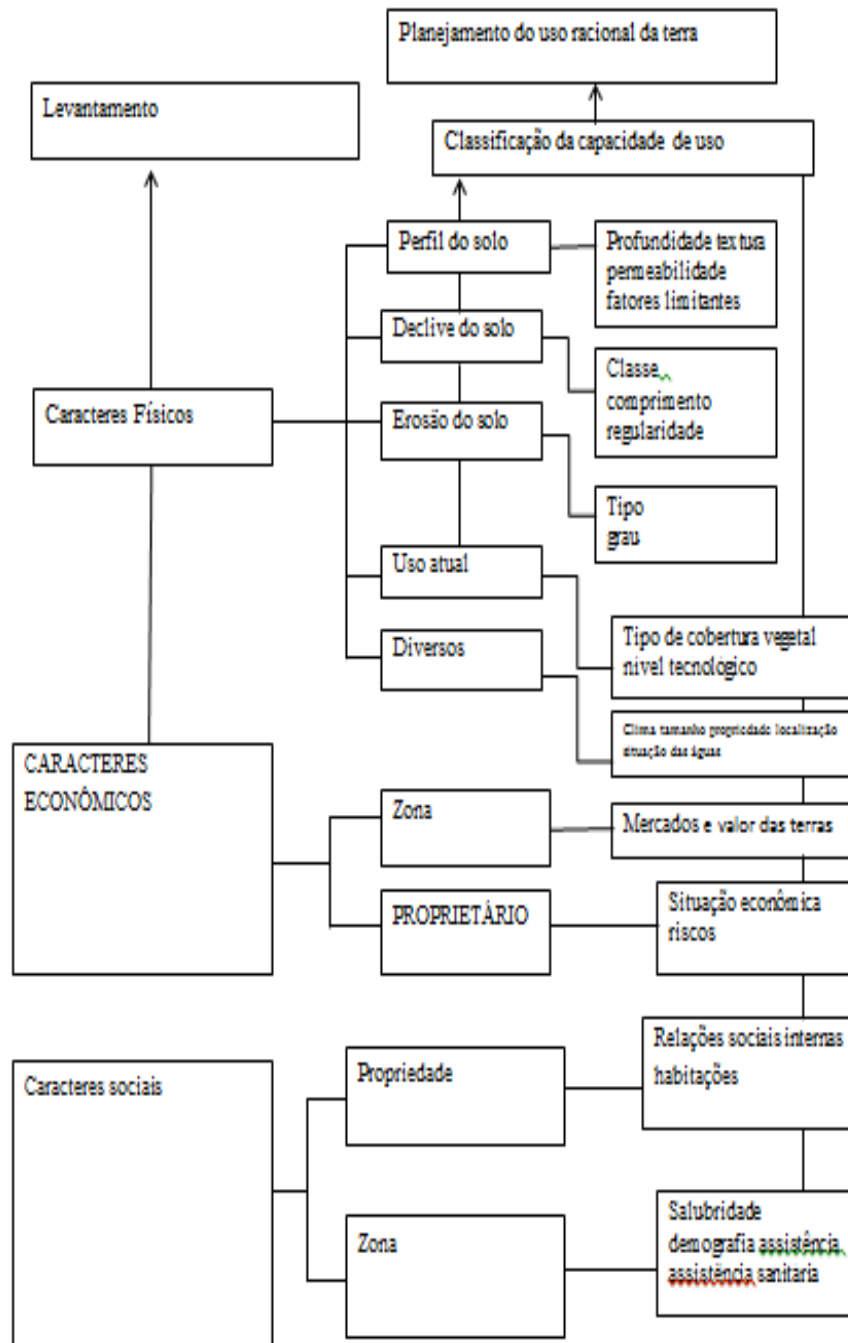 Planejamento do uso racional da terra
Levantamento
Classificação da capacidade de uso
Perfil do solo
Profundidade textura
permeabilidade
fatores limitantes
Declive do solo
Classe,
comprimento
regularidade
Caracteres Físicos
Erosão do solo
Tipo
grau
Uso atual
Tipo de cobertura vegetal
nivel tecnológico
Diversos
Clima tamanho propriedade localização
situação das águas
CARACTERES
ECONÔMICOS
Zona
Mercados e valor das terras
PROPRIETÁRIO
Situação econômica
riscos
Relações sociais internas
habitações
Caracteres sociais
Propriedade
Zona
Salubridade
demografia assistência,
assistência sanitaria